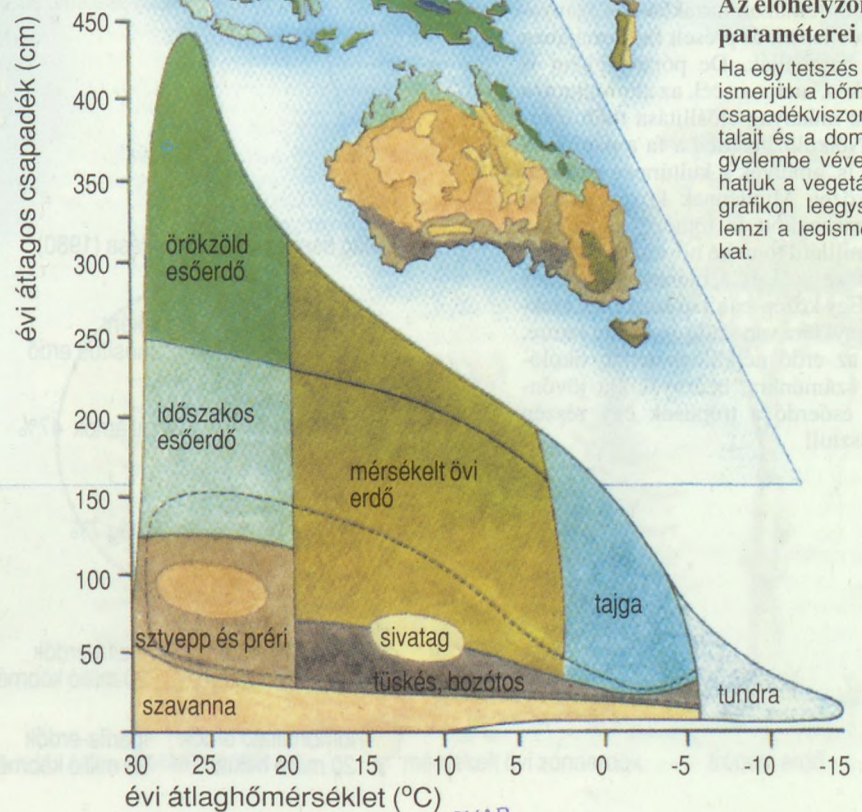 Az élőhelyzón
paraméterei
Ha egy tetszés
ismerjük a hőm
csapadékviszor
talajt és a dom
gyelembe véve
hatjuk a vegetá
grafikon leegys
lemzi a legismé
kat.
évi átlagos csapadék (cm)
450
400
350
300
250
200
150
100
50
örökzöld
esőerdő
időszakos
esőerdő
mérsékelt övi
erdő
tajga
sztyepp és préri
sivatag
tüskés, bozótos
szavanna
tundra
30 25 20 15 10 5 0 -5 -10 -15
évi átlaghőmérséklet (°C)